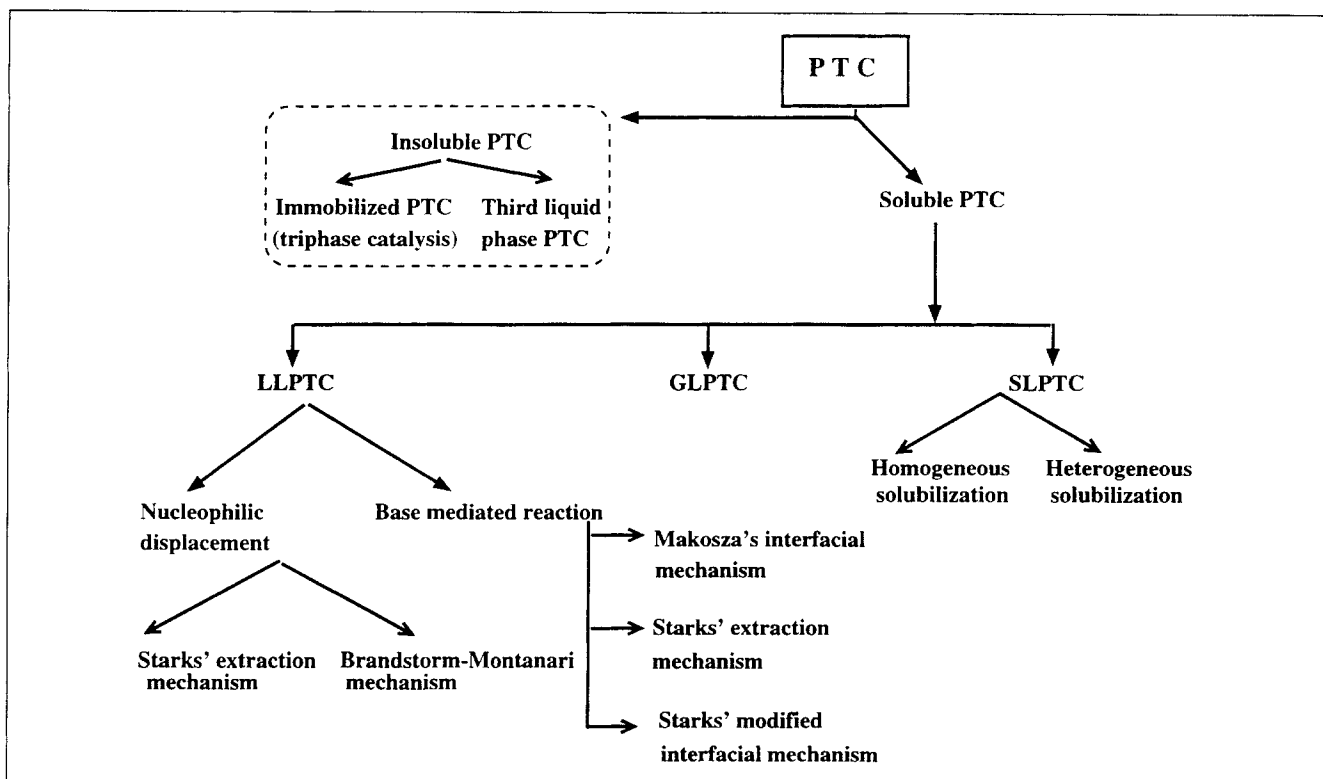 P T C
Insoluble PTC
Immobilized PTC
(triphase catalysis)
Third liquid
phase PTC
Soluble PTC
LLPTC
GLPTC
SLPTC
Homogeneous
solubilization
Heterogeneous
solubilization
Nucleophilic
displacement
Base mediated reaction
Makosza's interfacial
mechanism
Starks' extraction
mechanism
Brandstorm-Montanari
mechanism
Starks' extraction
mechanism
Starks' modified
interfacial mechanism